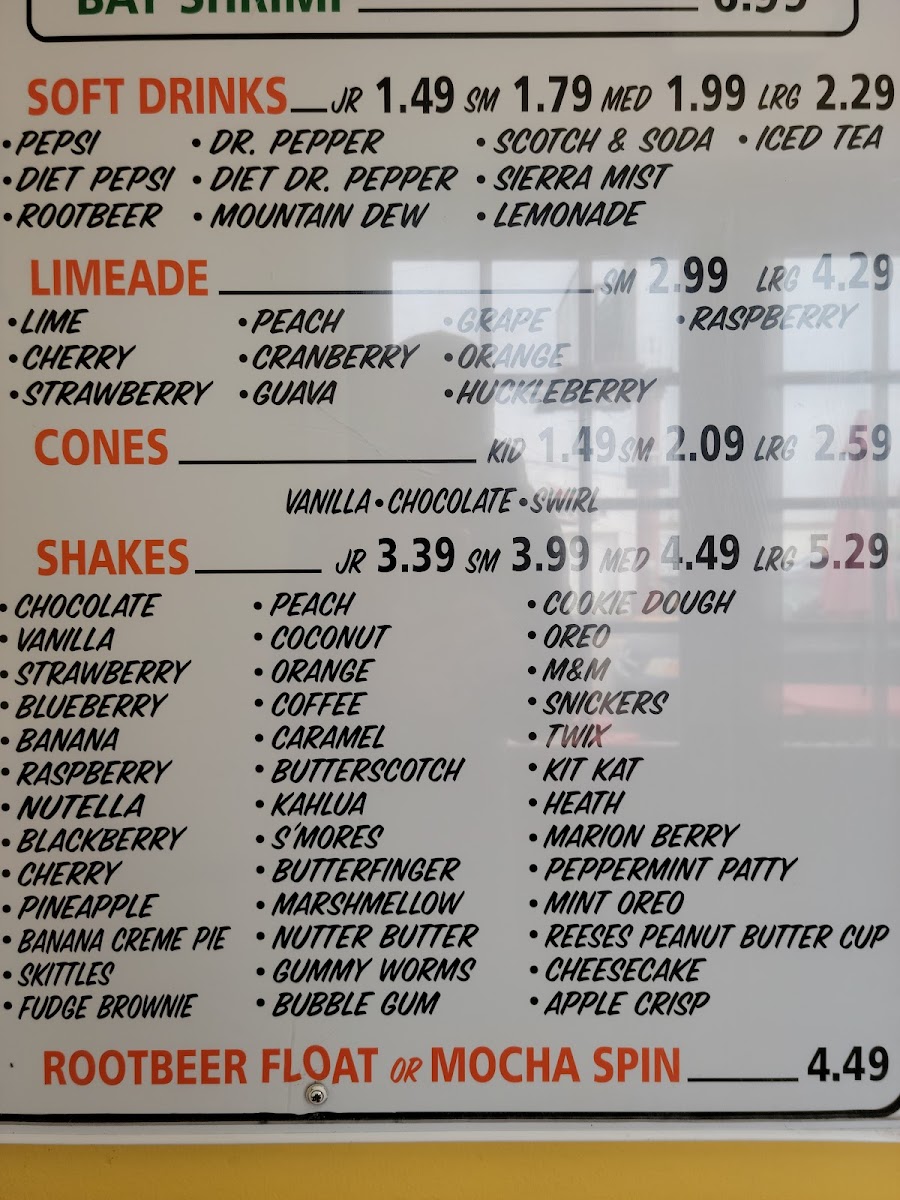 BAY SHRIMP 6.99
SOFT DRINKS JR 1.49 SM 1.79 MED 1.99 LRG 2.29
• PEPSI • DR. PEPPER • SCOTCH & SODA • ICED TEA
• DIET PEPSI • DIET DR. PEPPER • SIERRA MIST
• ROOTBEER • MOUNTAIN DEW • LEMONADE
LIMEADE SM 2.99 LRG 4.29
• LIME • PEACH • GRAPE • RASPBERRY
• CHERRY • CRANBERRY • ORANGE
• STRAWBERRY • GUAVA • HUCKLEBERRY
CONES KID 1.49 SM 2.09 LRG 2.59
VANILLA • CHOCOLATE • SWIRL
SHAKES JR 3.39 SM 3.99 MED 4.49 LRG 5.29
• CHOCOLATE • PEACH • COOKIE DOUGH
• VANILLA • COCONUT • OREO
• STRAWBERRY • ORANGE • M&M
• BLUEBERRY • COFFEE • SNICKERS
• BANANA • CARAMEL • TWIX
• RASPBERRY • BUTTERSCOTCH • KIT KAT
• NUTELLA • KAHLUA • HEATH
• BLACKBERRY • S'MORES • MARION BERRY
• CHERRY • BUTTERFINGER • PEPPERMINT PATTY
• PINEAPPLE • MARSHMELLOW • MINT OREO
• BANANA CREME PIE • NUTTER BUTTER • REESES PEANUT BUTTER CUP
• SKITTLES • GUMMY WORMS • CHEESECAKE
• FUDGE BROWNIE • BUBBLE GUM • APPLE CRISP
ROOTBEER FLOAT OR MOCHA SPIN 4.49